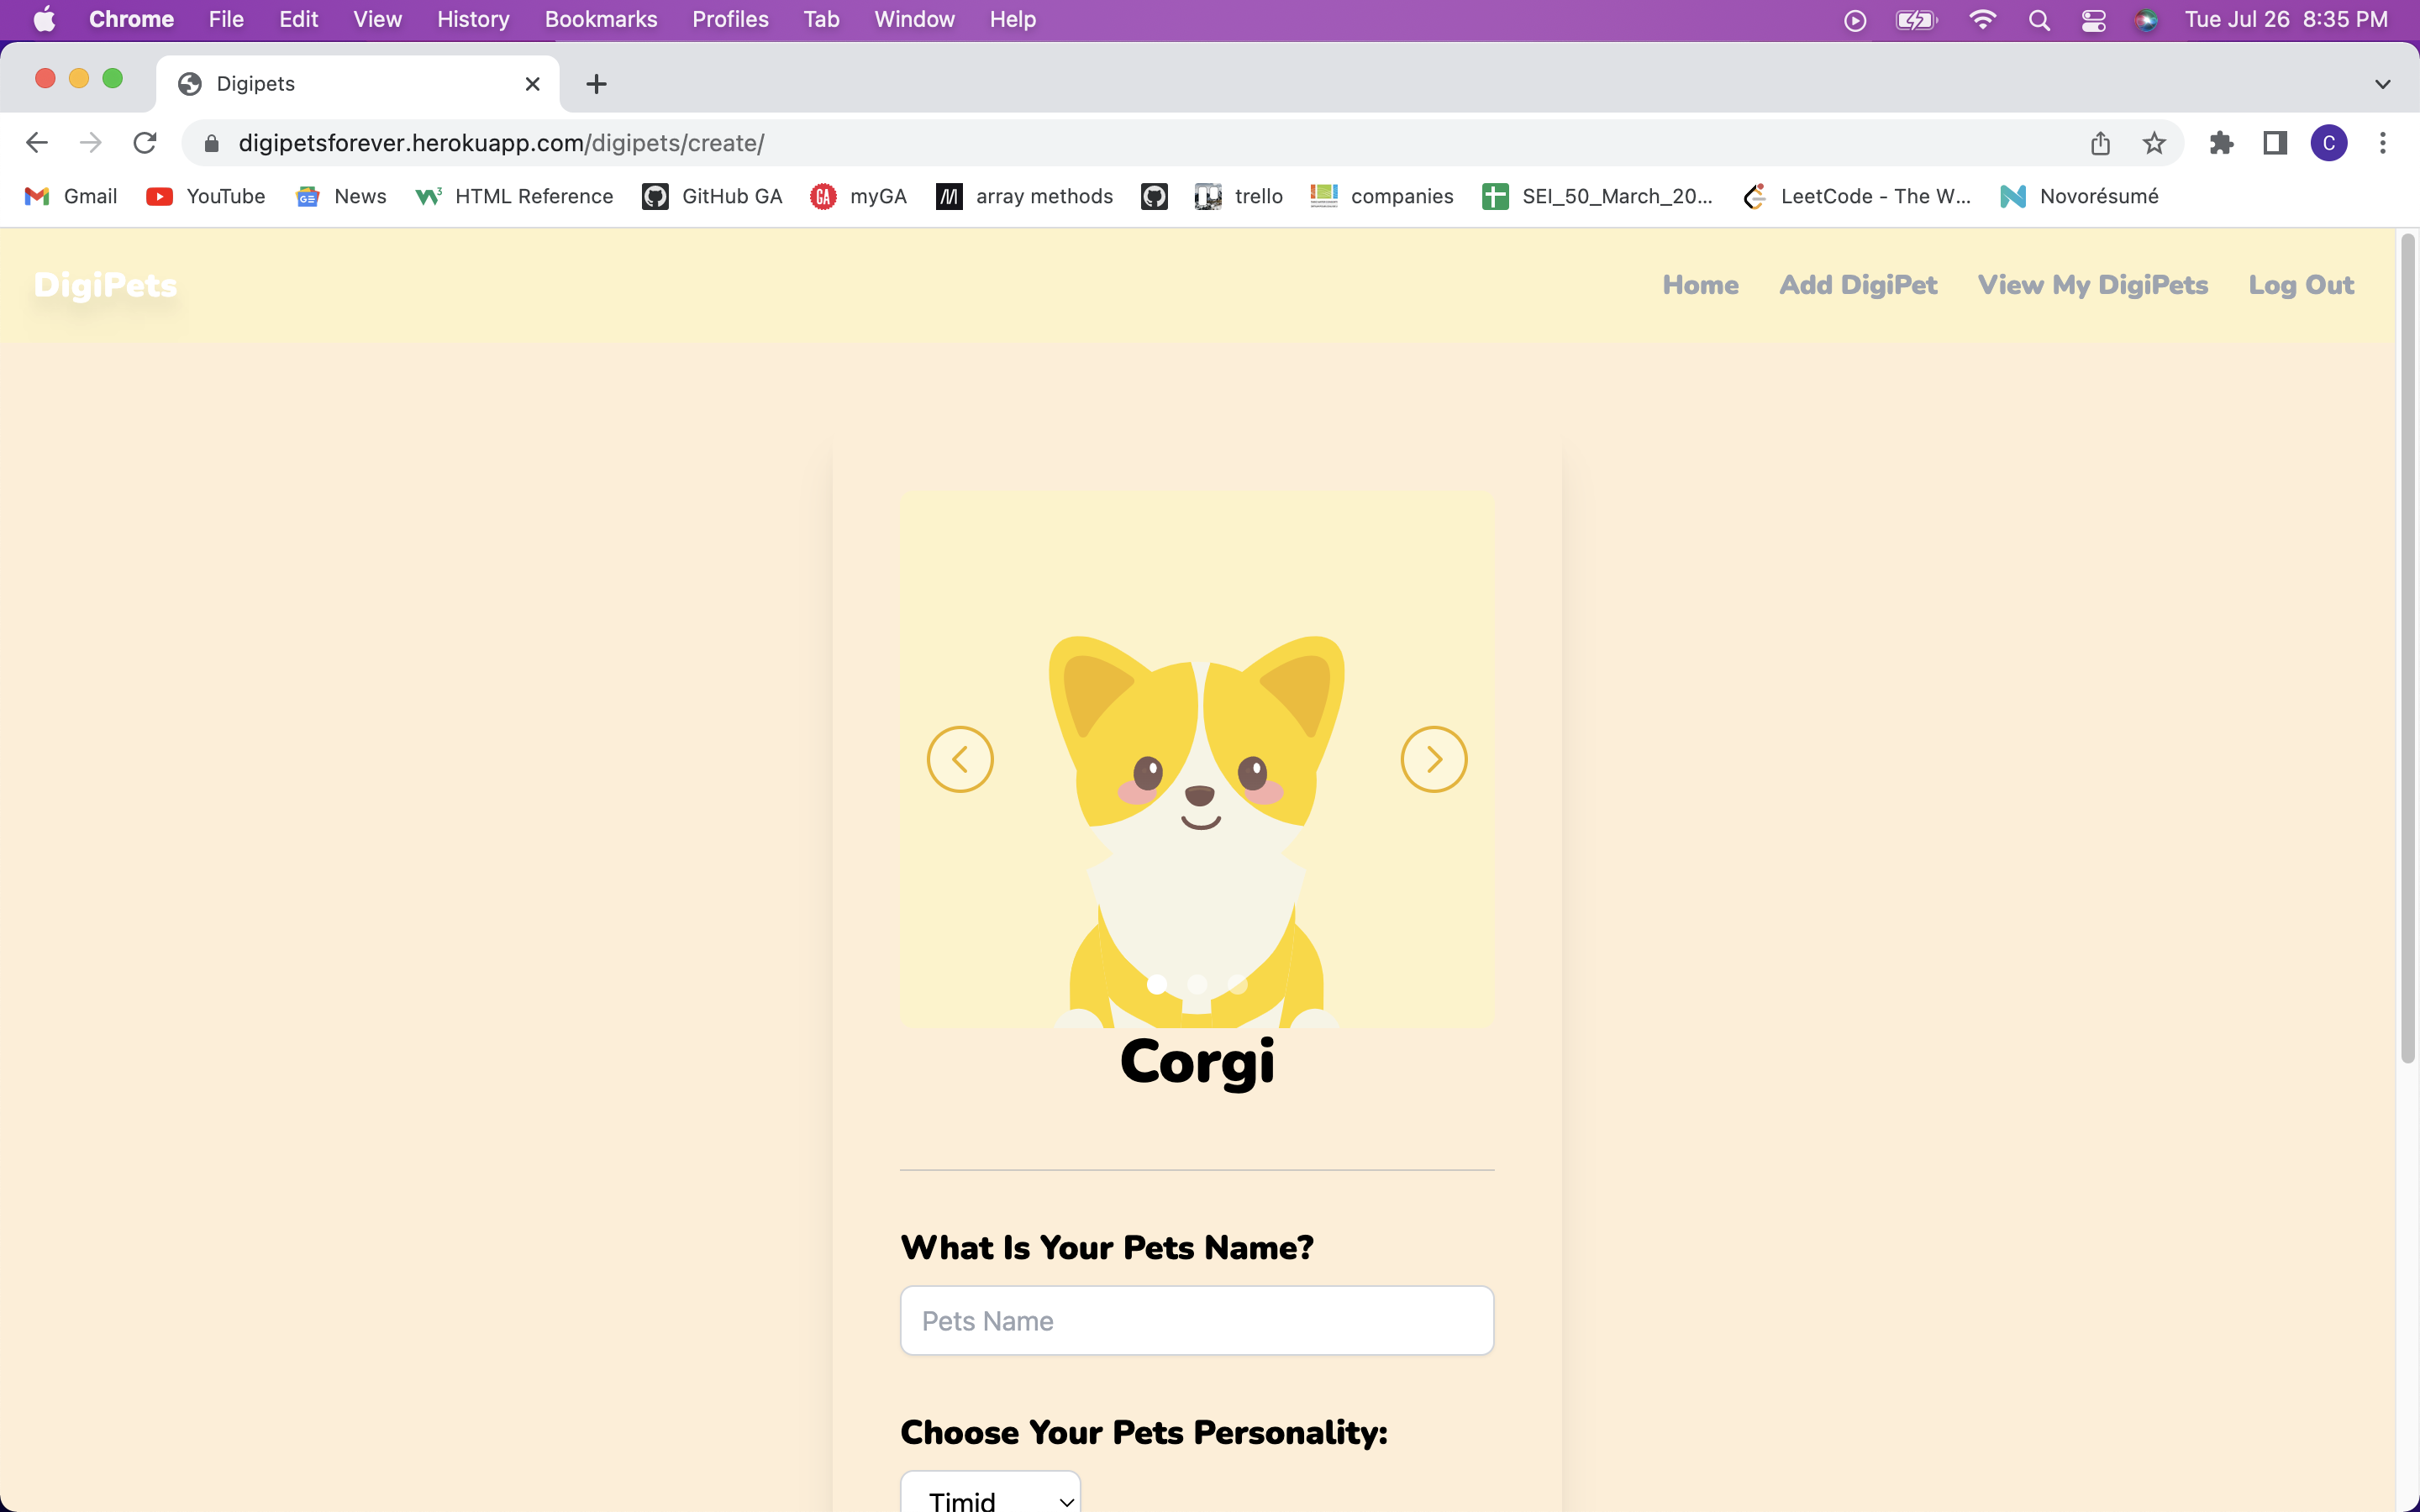 Chrome File Edit View History Bookmarks Profiles Tab Window Help Tue Jul 26 8:35 PM
Digipets
digipetsforever.herokuapp.com/digipets/create/ C
Gmail YouTube News HTML Reference GitHub GA GA myGA array methods trello companies SEI_50_March_20... LeetCode - The W... Novorésumé
DigiPets Home Add DigiPet View My DigiPets Log Out
Corgi
What Is Your Pets Name?
Pets Name
Choose Your Pets Personality:
Timid